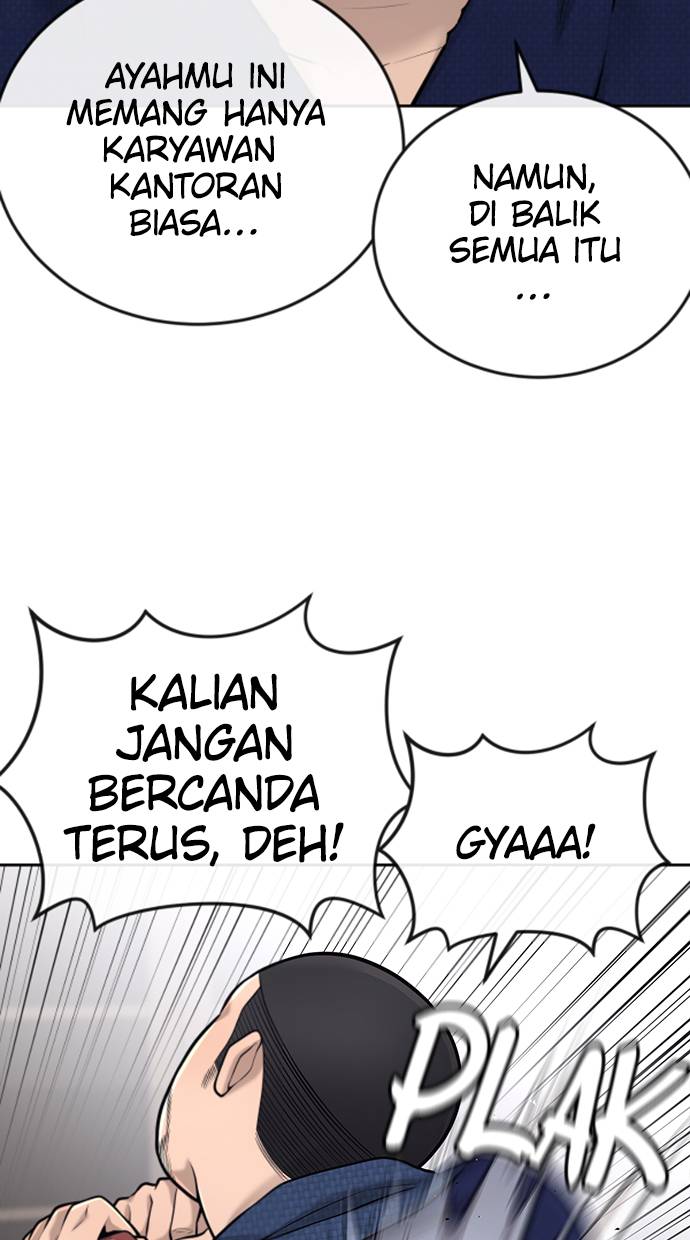 AYAHMU INI
MEMANG HANYA
KARYAWAN
KANTORAN
BIASA...
NAMUN,
DI BALIK
SEMUA ITU
...
KALIAN
JANGAN
BERCANDA
TERUS, DEH!
GYAAA!
PLAK